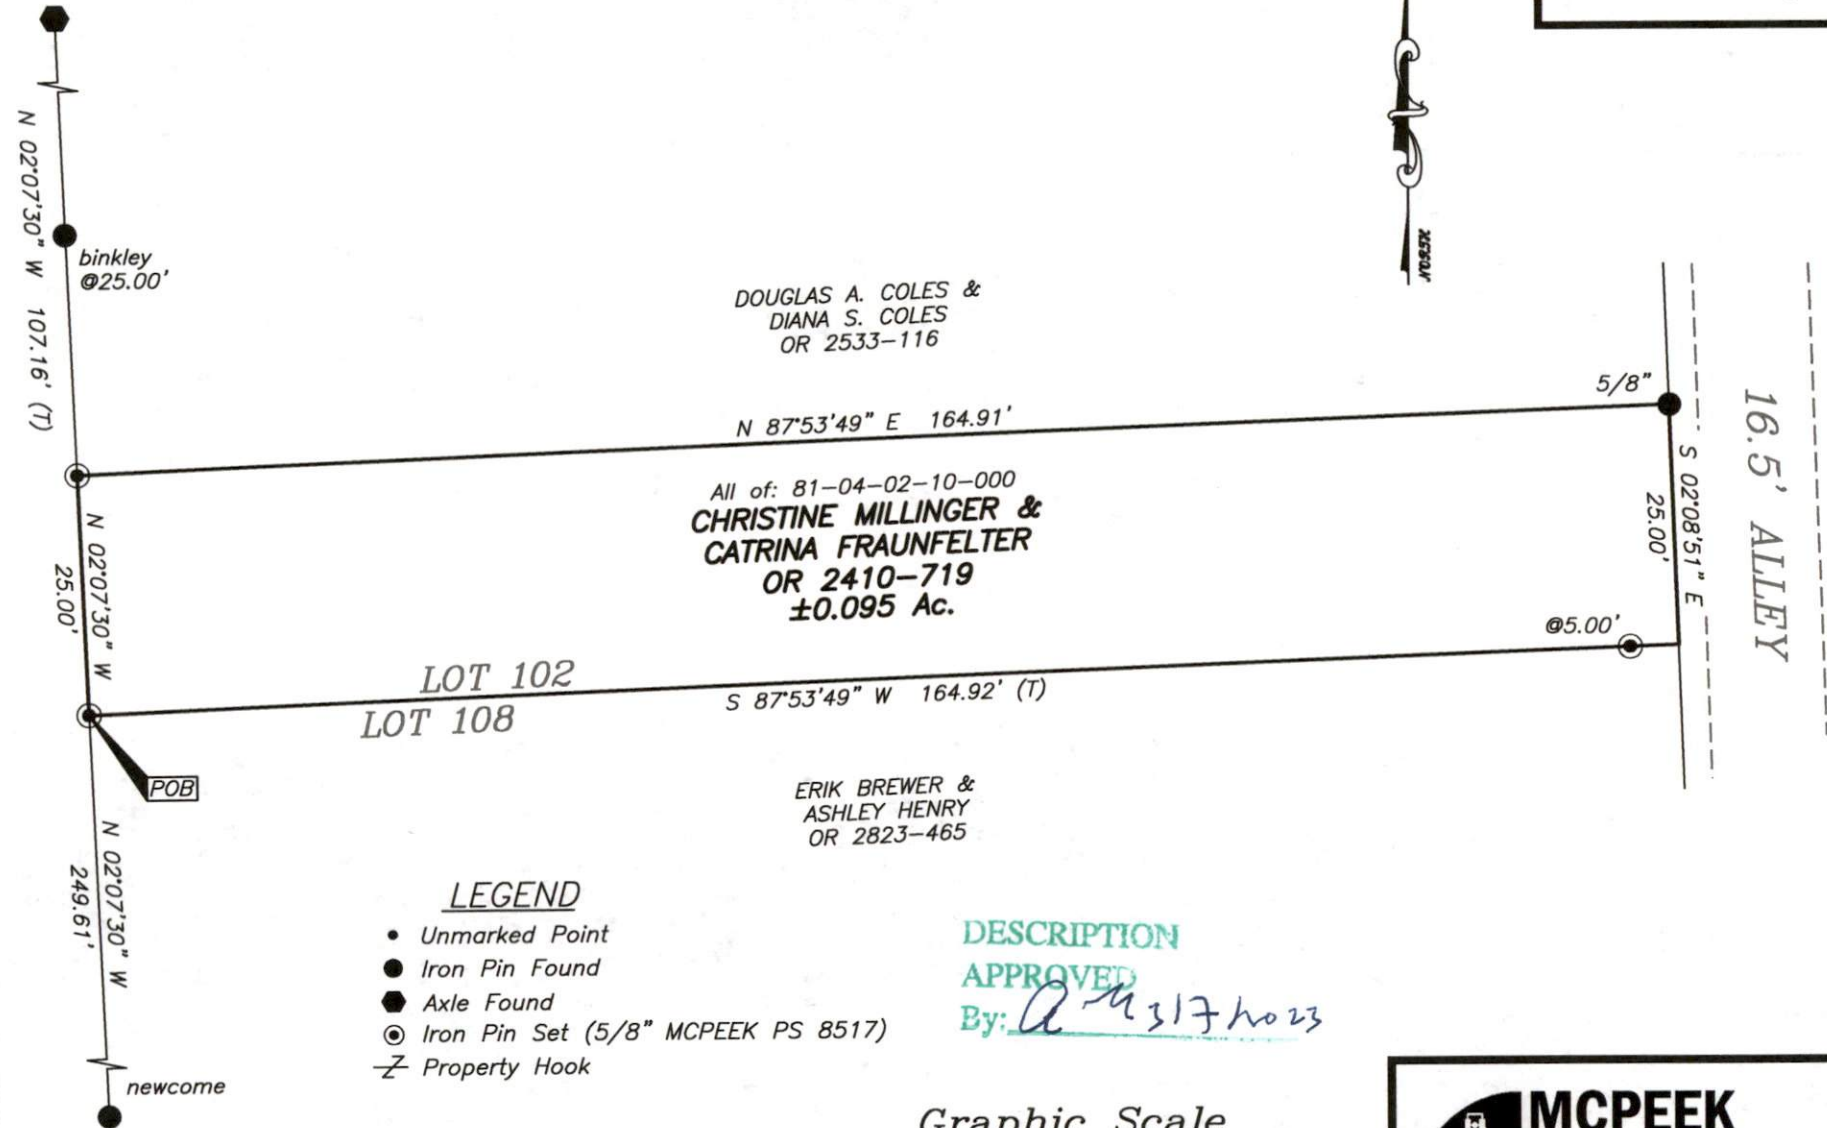 N 02°07'30" W 107.16' (T)
binkley
@25.00'
DOUGLAS A. COLES &
DIANA S. COLES
OR 2533-116
5/8"
N 87°53'49" E 164.91'
16.5' ALLEY
S 02°08'51" E
25.00'
All of: 81-04-02-10-000
CHRISTINE MILLINGER &
CATRINA FRAUNFELTER
OR 2410-719
±0.095 Ac.
N 02°07'30" W
25.00'
@5.00'
LOT 102
S 87°53'49" W 164.92' (T)
LOT 108
POB
ERIK BREWER &
ASHLEY HENRY
OR 2823-465
N 02°07'30" W
249.61'
LEGEND
Unmarked Point
Iron Pin Found
Axle Found
Iron Pin Set (5/8" MCPEEK PS 8517)
Property Hook
newcome
DESCRIPTION
APPROVED
By:
Graphic Scale
MCPEEK